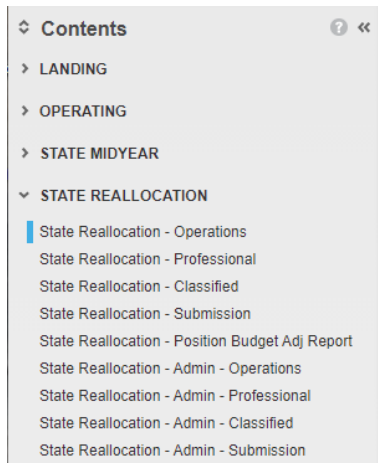 Contents
LANDING
OPERATING
STATE MIDYEAR
STATE REALLOCATION
State Reallocation - Operations
State Reallocation - Professional
State Reallocation - Classified
State Reallocation - Submission
State Reallocation - Position Budget Adj Report
State Reallocation - Admin - Operations
State Reallocation - Admin - Professional
State Reallocation - Admin - Classified
State Reallocation - Admin - Submission